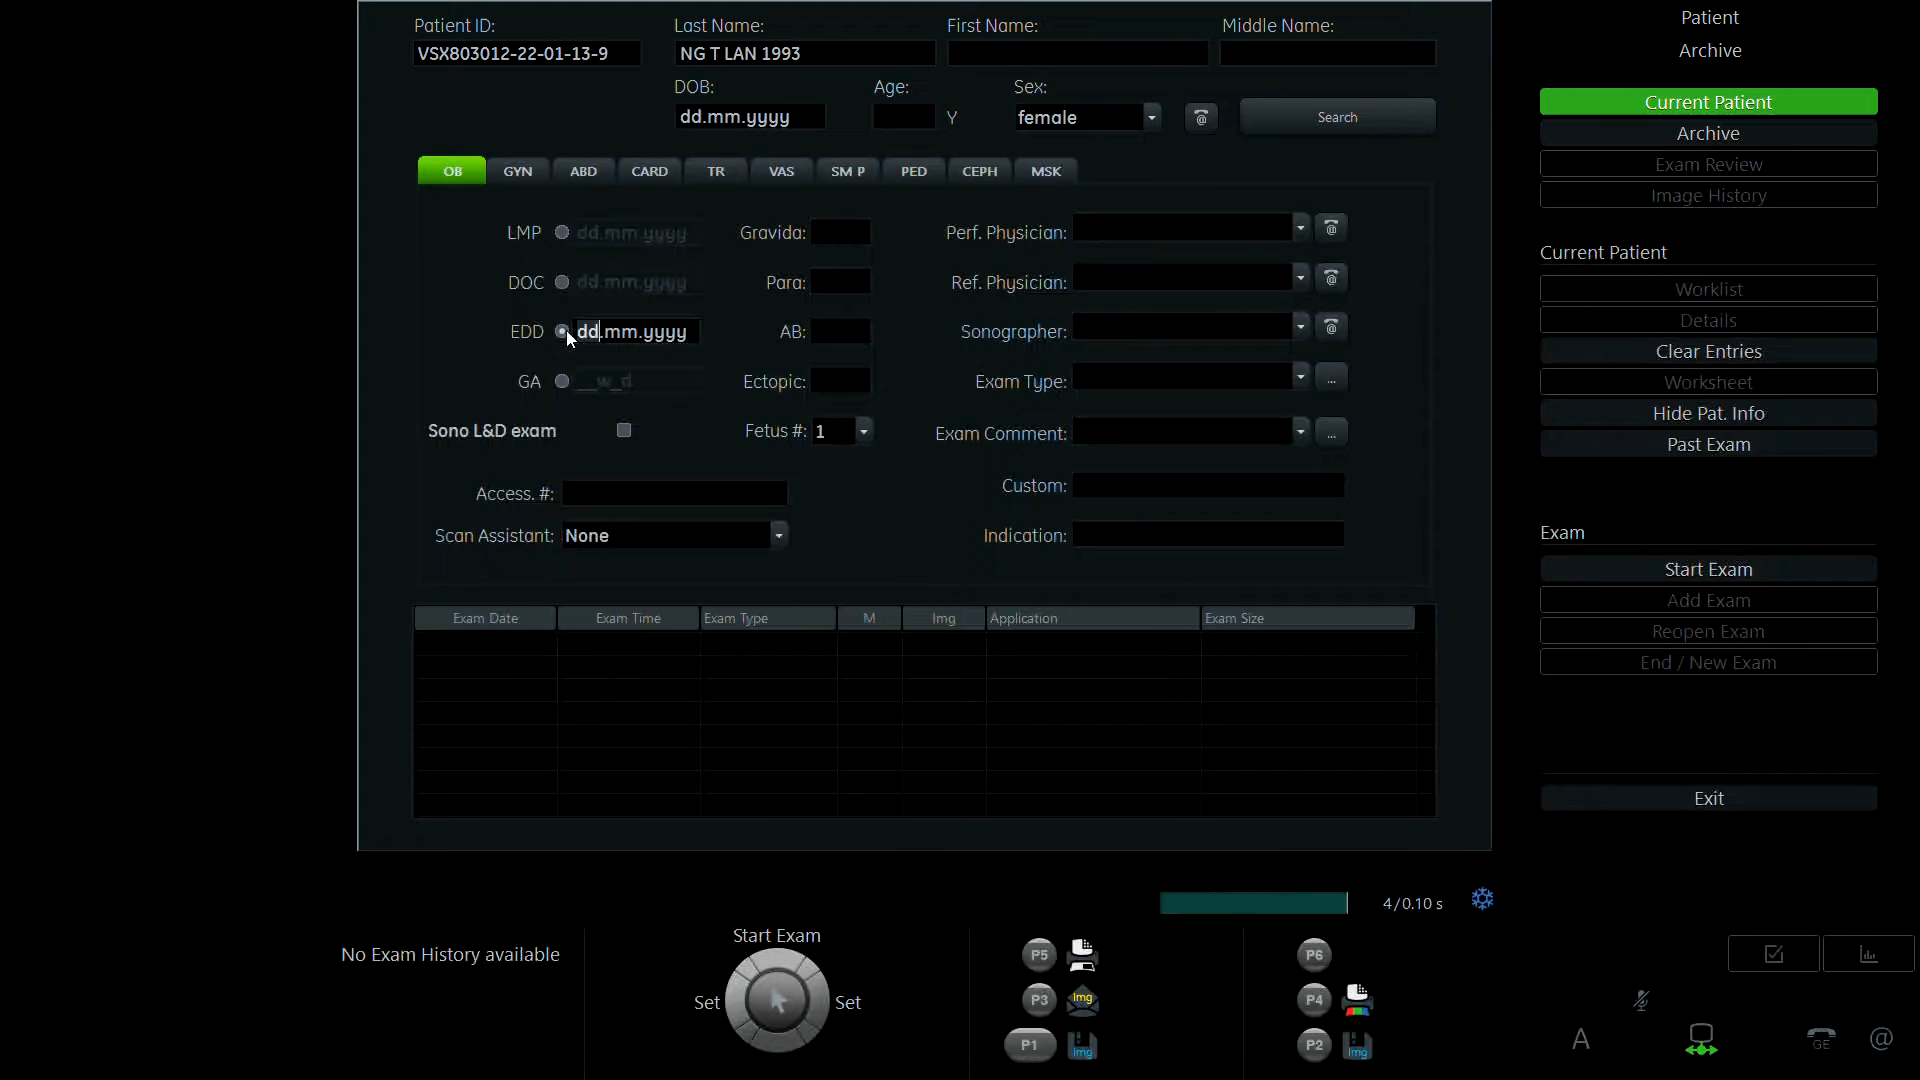 Patient ID: Last Name: First Name: Middle Name:
VSX803012-22-01-13-9 NG T LAN 1993
DOB: Age: Sex:
dd.mm.yyyy Y female Search
OB GYN ABD CARD TR VAS SM P PED CEPH MSK
LMP dd.mm.yyyy Gravida: Perf. Physician:
DOC dd.mm.yyyy Para: Ref. Physician:
EDD dd.mm.yyyy AB: Sonographer:
GA __w_d Ectopic: Exam Type: ...
Sono L&D exam Fetus #: 1 Exam Comment: ...
Access. #: Custom:
Scan Assistant: None Indication:
Exam Date Exam Time Exam Type M Img Application Exam Size
4/0.10 s
Patient
Archive
Current Patient
Archive
Exam Review
Image History
Current Patient
Worklist
Details
Clear Entries
Worksheet
Hide Pat. Info
Past Exam
Exam
Start Exam
Add Exam
Reopen Exam
End / New Exam
Exit
No Exam History available
Start Exam
Set Set
P5 P6
P3 Img P4
P1 Img P2 Img
A GE @